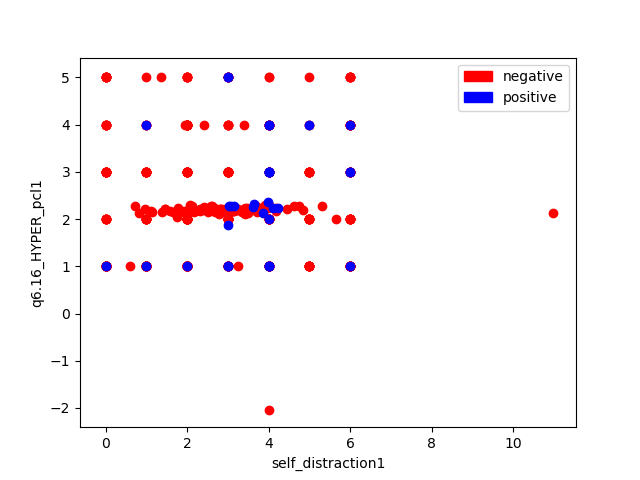 negative
positive
5
4
3
2
1
0
−1
−2
q6.16_HYPER_pcl1
0 2 4 6 8 10
self_distraction1